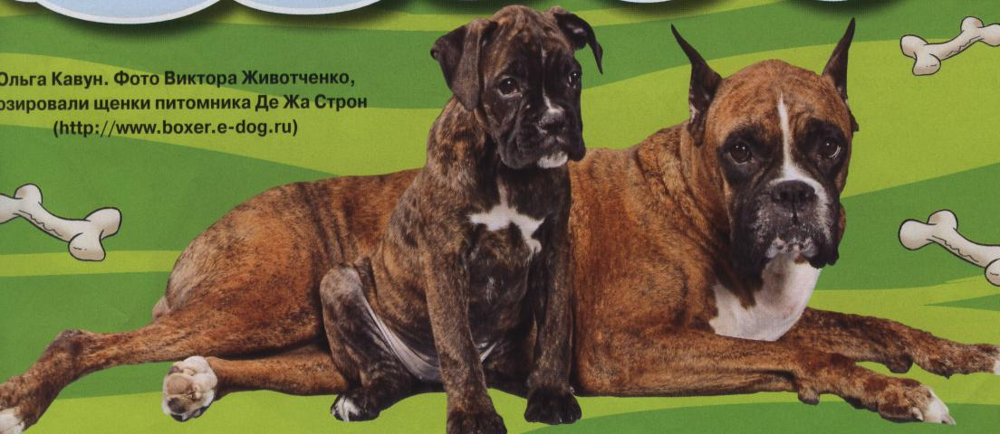 Ольга Кавун. Фото Виктора Животченко,
озировали щенки питомника Де Жа Строн
(http://www.boxer.e-dog.ru)